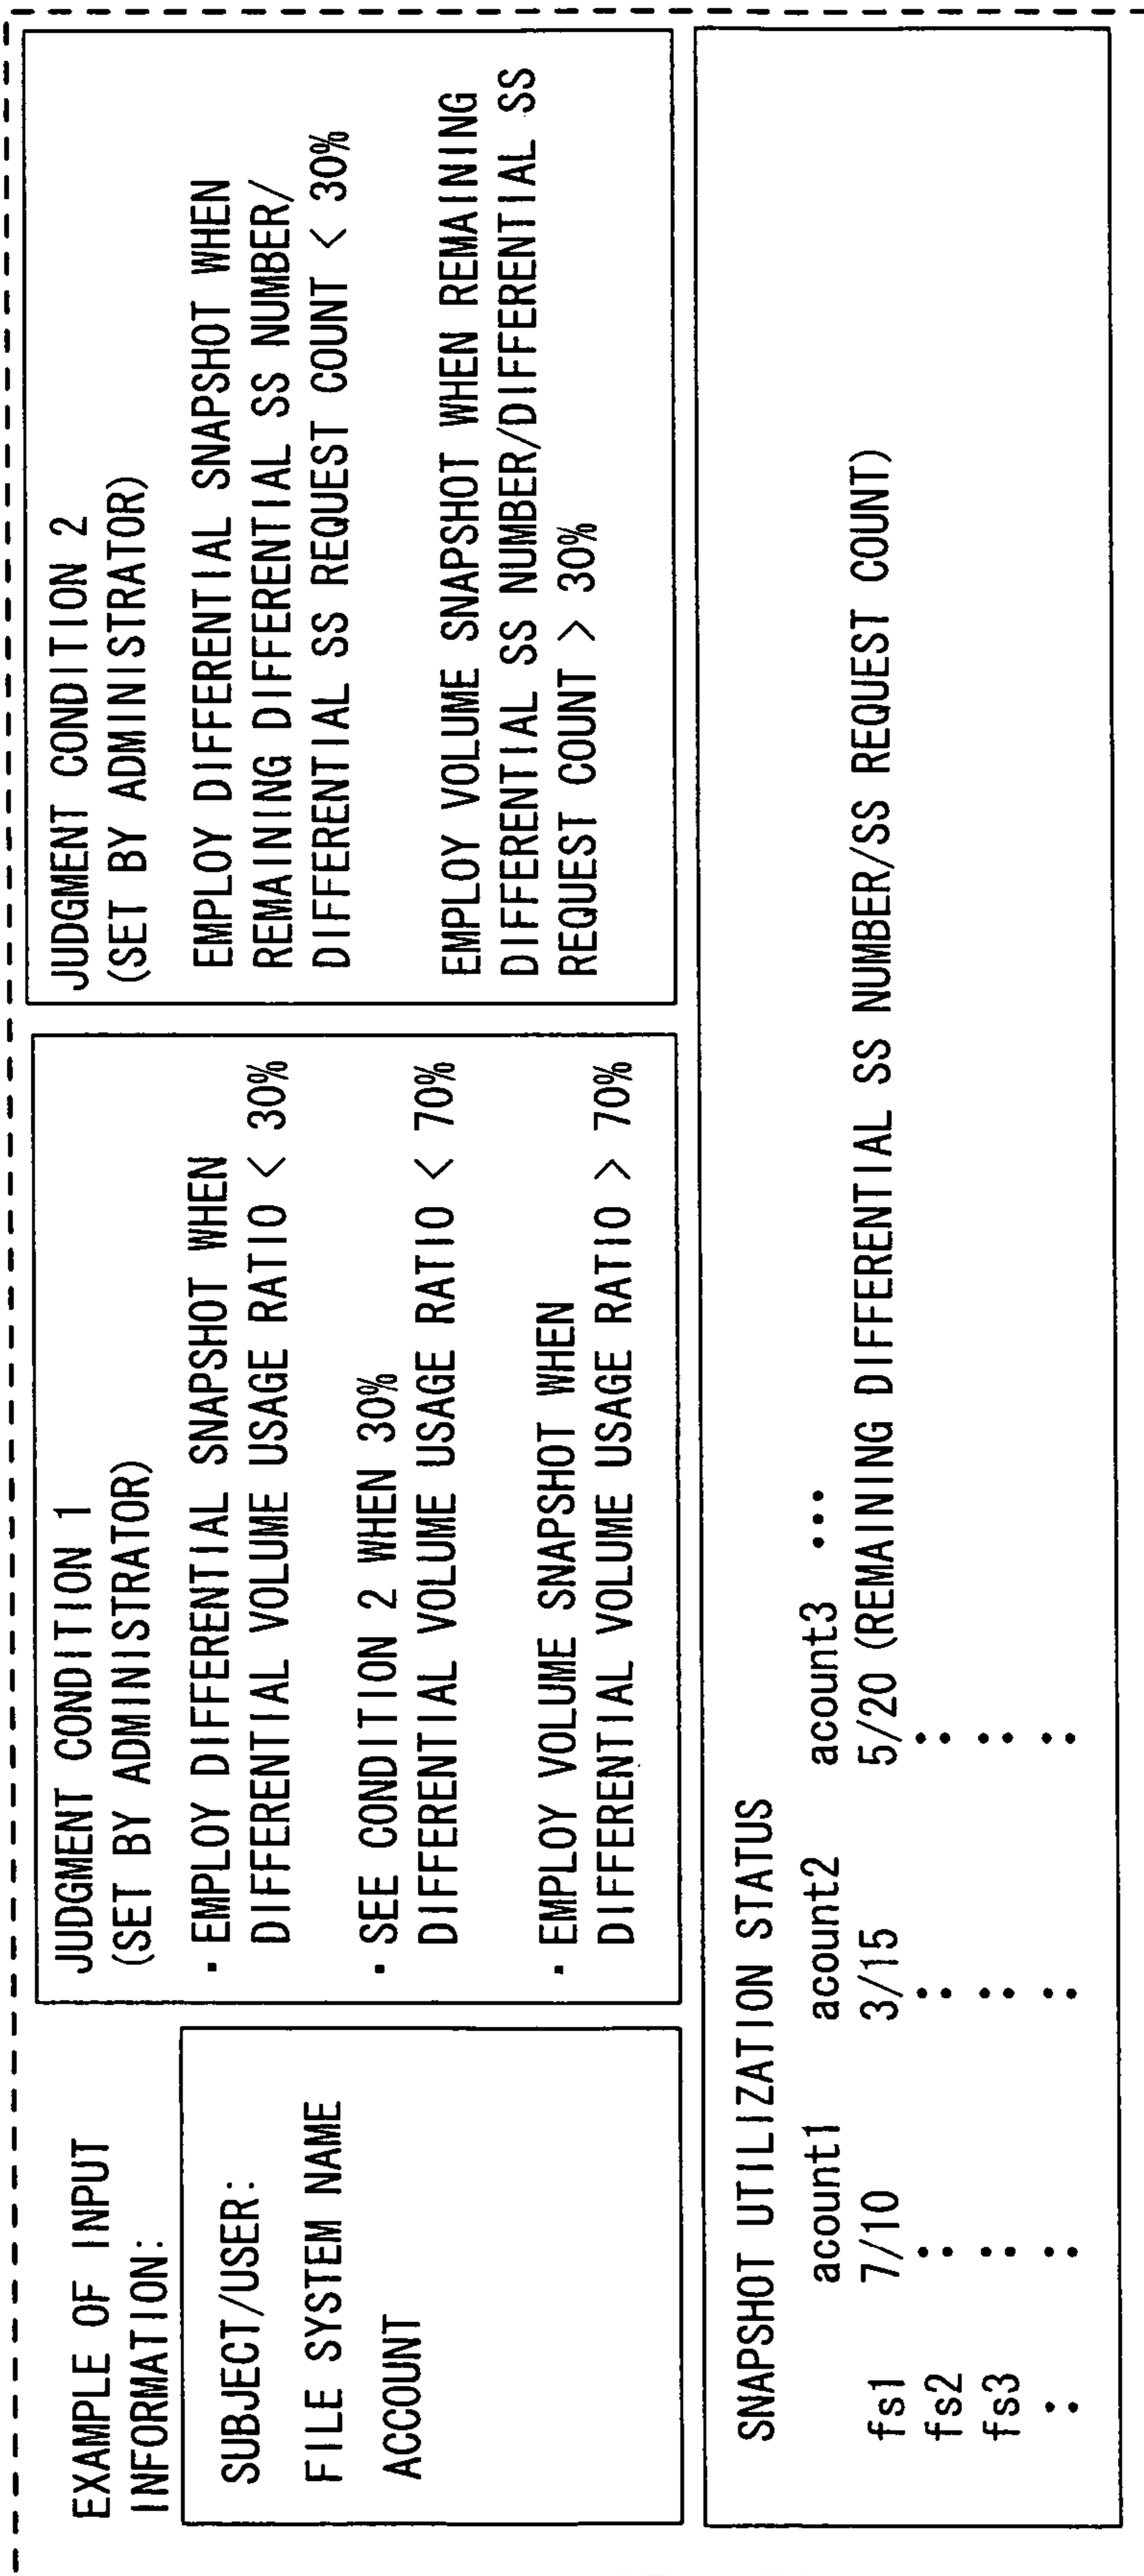 EXAMPLE OF INPUT
INFORMATION:
SUBJECT/USER:
FILE SYSTEM NAME
ACCOUNT
JUDGMENT CONDITION 1
(SET BY ADMINISTRATOR)
· EMPLOY DIFFERENTIAL SNAPSHOT WHEN
DIFFERENTIAL VOLUME USAGE RATIO < 30%
· SEE CONDITION 2 WHEN 30%
DIFFERENTIAL VOLUME USAGE RATIO < 70%
· EMPLOY VOLUME SNAPSHOT WHEN
DIFFERENTIAL VOLUME USAGE RATIO > 70%
JUDGMENT CONDITION 2
(SET BY ADMINISTRATOR)
EMPLOY DIFFERENTIAL SNAPSHOT WHEN
REMAINING DIFFERENTIAL SS NUMBER/
DIFFERENTIAL SS REQUEST COUNT < 30%
EMPLOY VOLUME SNAPSHOT WHEN REMAINING
DIFFERENTIAL SS NUMBER/DIFFERENTIAL SS
REQUEST COUNT > 30%
SNAPSHOT UTILIZATION STATUS
acount1 acount2 acount3 ...
fs1 7/10 3/15 5/20 (REMAINING DIFFERENTIAL SS NUMBER/SS REQUEST COUNT)
fs2 : : :
fs3 : : :
: : : :